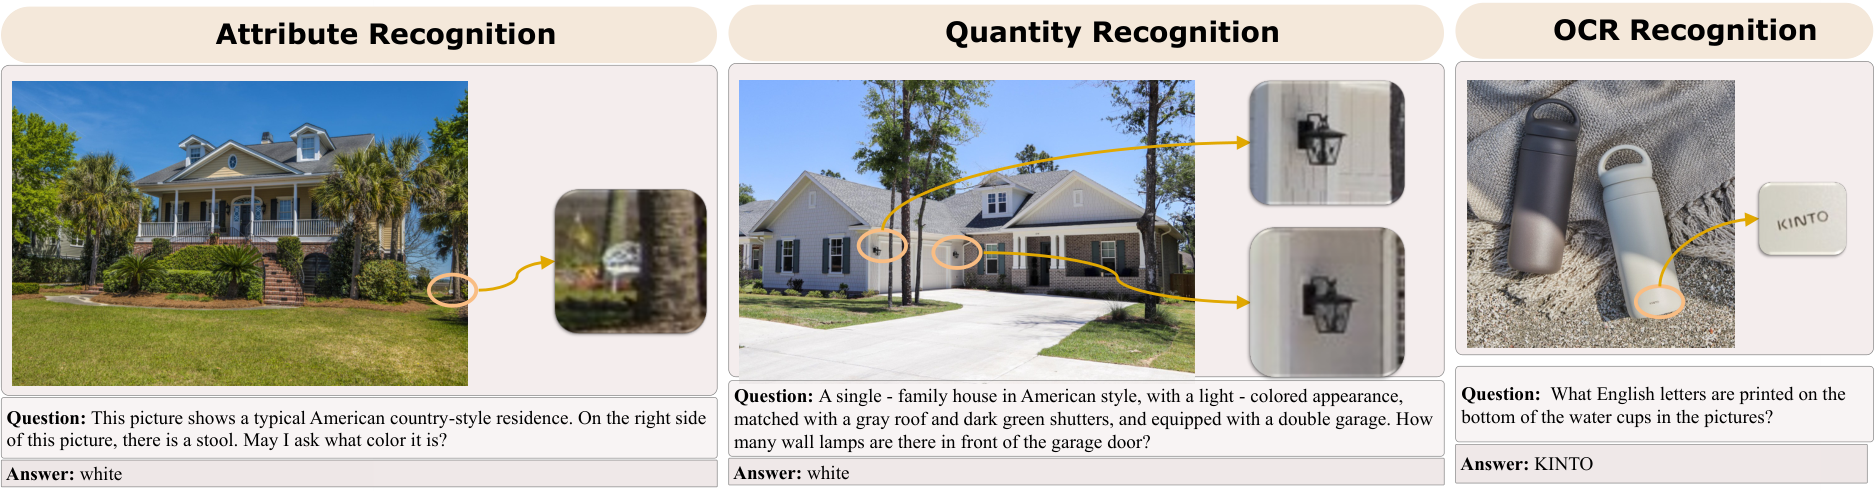 Attribute Recognition
Question: This picture shows a typical American country-style residence. On the right side
of this picture, there is a stool. May I ask what color it is?
Answer: white
Quantity Recognition
Question: A single - family house in American style, with a light - colored appearance,
matched with a gray roof and dark green shutters, and equipped with a double garage. How
many wall lamps are there in front of the garage door?
Answer: white
OCR Recognition
KINTO
Question: What English letters are printed on the
bottom of the water cups in the pictures?
Answer: KINTO